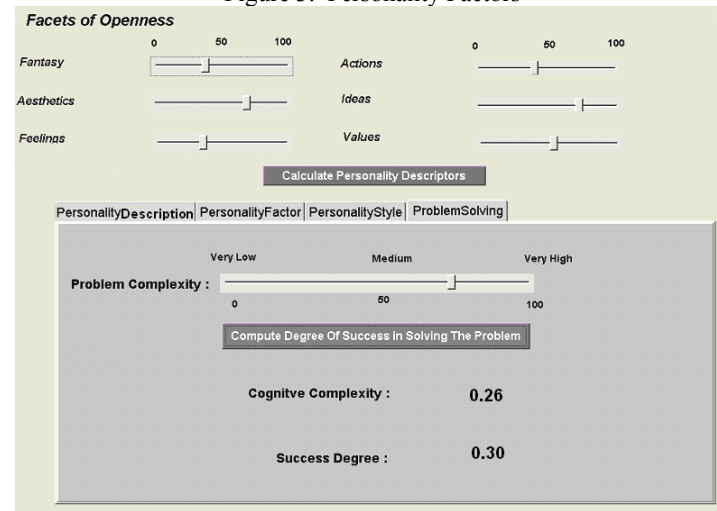 Figure 3. Personality Factors
Facets of Openness
0 50 100 0 50 100
Fantasy Actions
Aesthetics Ideas
Feelings Values
Calculate Personality Descriptors
PersonalityDescription PersonalityFactor PersonalityStyle ProblemSolving
Very Low Medium Very High
Problem Complexity :
0 50 100
Compute Degree Of Success in Solving The Problem
Cognitve Complexity : 0.26
Success Degree : 0.30